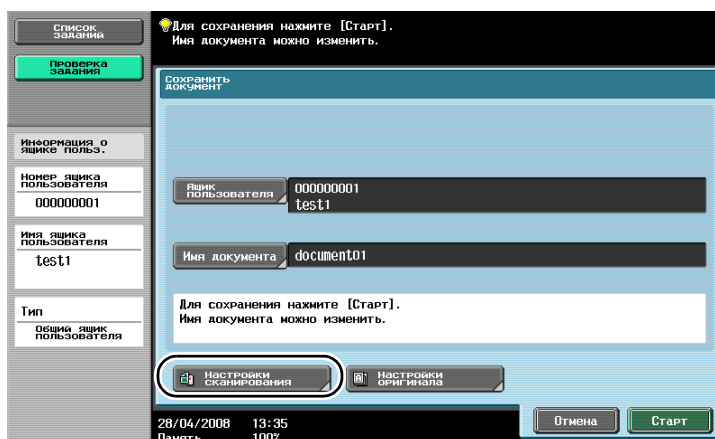 Список
заданий
Проверка
задания
Информация о
ящике польз.
Номер ящика
пользователя
000000001
Имя ящика
пользователя
test1
Тип
Общий ящик
пользователя
Для сохранения нажмите [Старт].
Имя документа можно изменить.
Сохранить
документ
Ящик
пользователя
000000001
test1
Имя документа
document01
Для сохранения нажмите [Старт].
Имя документа можно изменить.
Настройки
сканирования
Настройки
оригинала
28/04/2008 13:35
Память 100%
Отмена
Старт